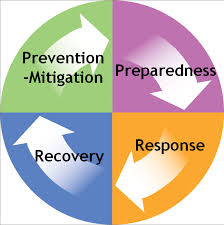 Prevention
-Mitigation
Preparedness
Recovery
Response